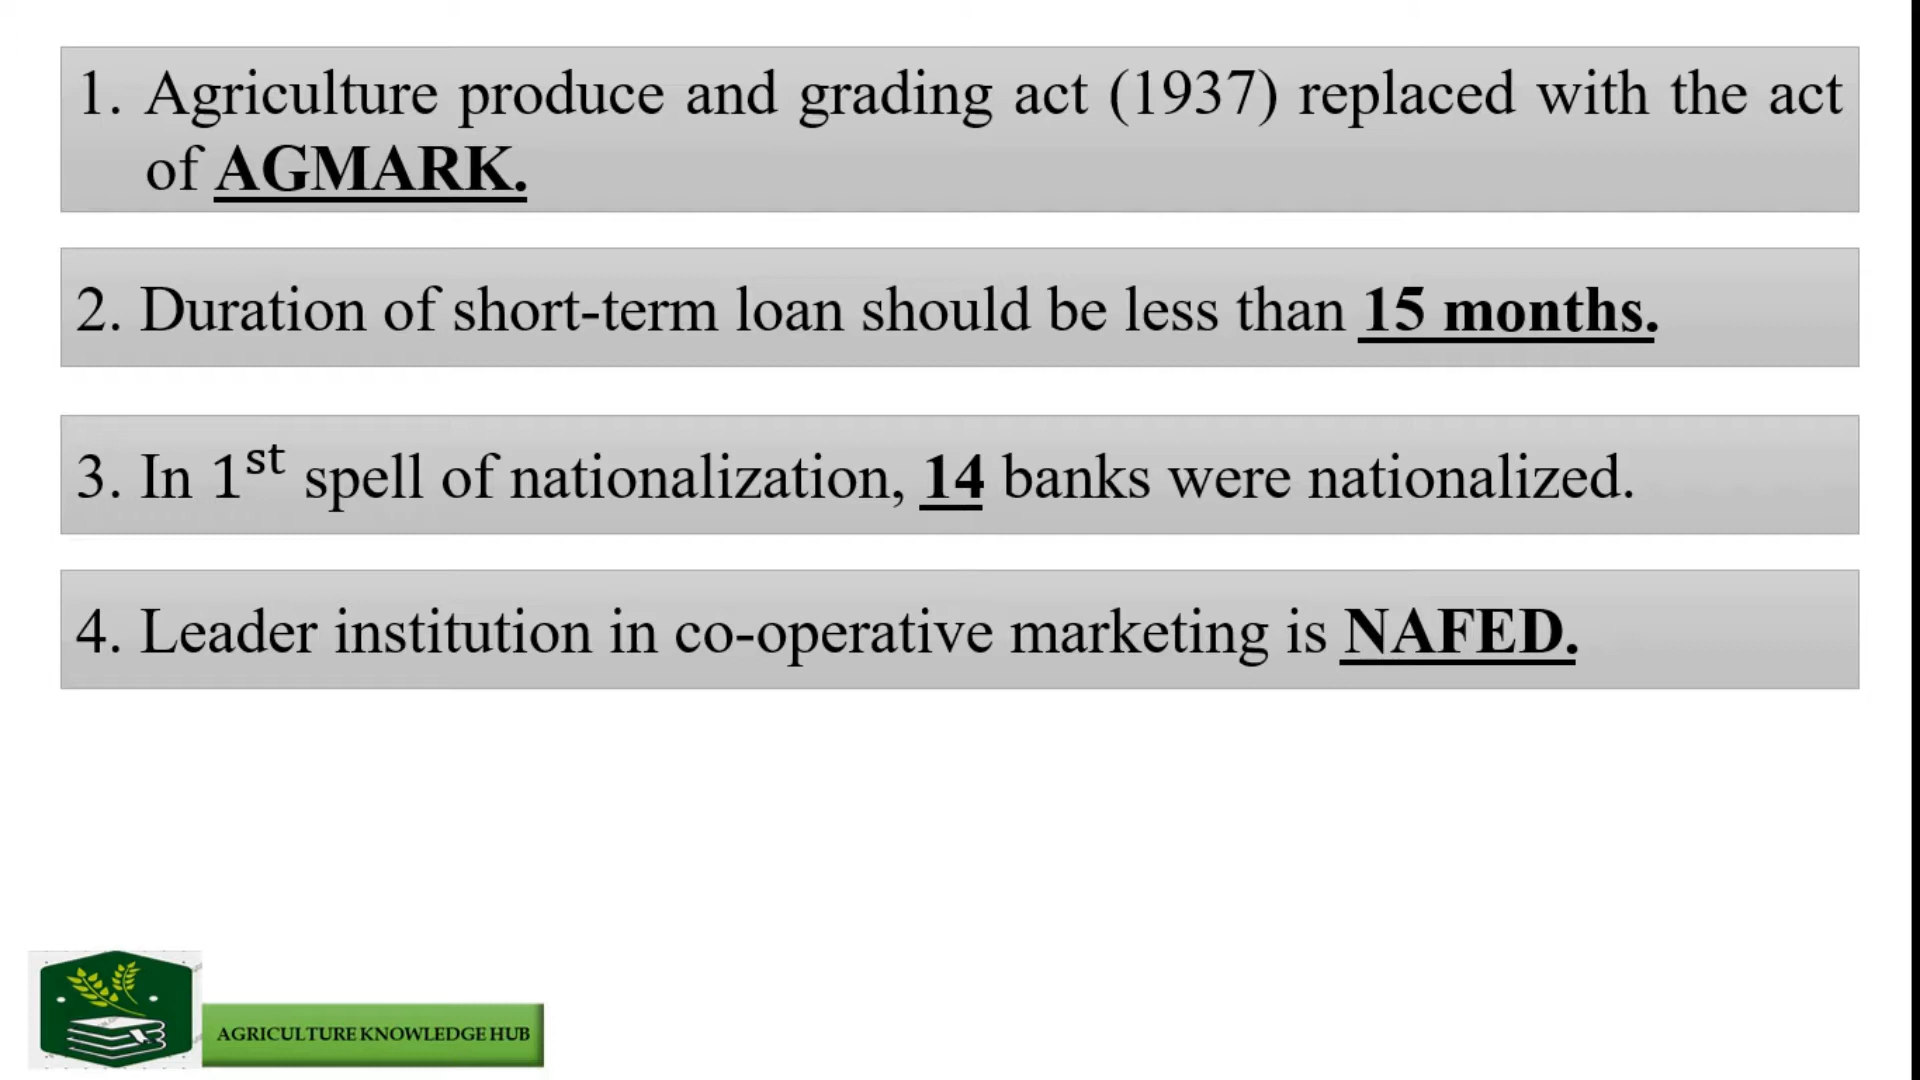 1. Agriculture produce and grading act (1937) replaced with the act
of AGMARK.
2. Duration of short-term loan should be less than 15 months.
3. In 1st spell of nationalization, 14 banks were nationalized.
4. Leader institution in co-operative marketing is NAFED.
AGRICULTURE KNOWLEDGE HUB